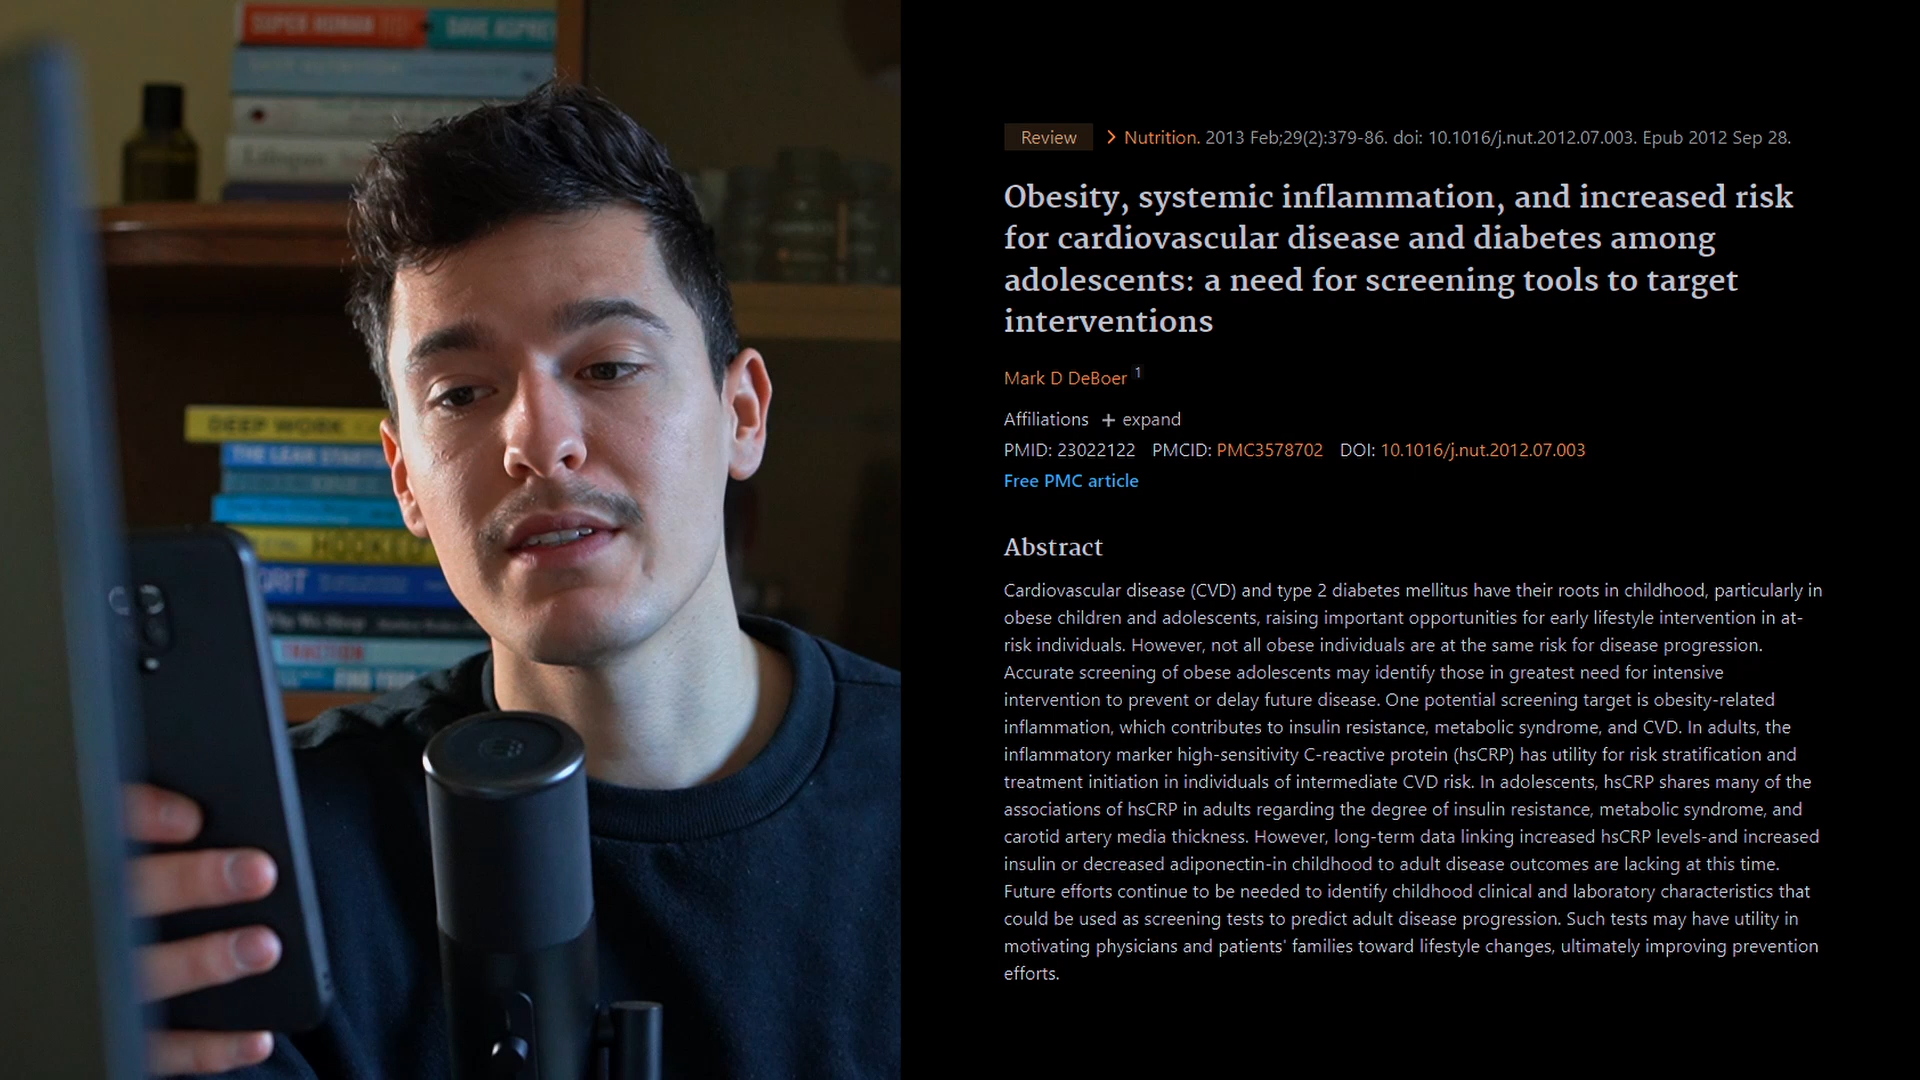 SUPER HUMAN DAVE ASPREY
Lifespan
DEEP WORK
THE LEAN STARTUP
HOOKED
GRIT
Why We Sleep
TRACTION
Review > Nutrition. 2013 Feb;29(2):379-86. doi: 10.1016/j.nut.2012.07.003. Epub 2012 Sep 28.
Obesity, systemic inflammation, and increased risk
for cardiovascular disease and diabetes among
adolescents: a need for screening tools to target
interventions
Mark D DeBoer 1
Affiliations + expand
PMID: 23022122 PMCID: PMC3578702 DOI: 10.1016/j.nut.2012.07.003
Free PMC article
Abstract
Cardiovascular disease (CVD) and type 2 diabetes mellitus have their roots in childhood, particularly in
obese children and adolescents, raising important opportunities for early lifestyle intervention in at-
risk individuals. However, not all obese individuals are at the same risk for disease progression.
Accurate screening of obese adolescents may identify those in greatest need for intensive
intervention to prevent or delay future disease. One potential screening target is obesity-related
inflammation, which contributes to insulin resistance, metabolic syndrome, and CVD. In adults, the
inflammatory marker high-sensitivity C-reactive protein (hsCRP) has utility for risk stratification and
treatment initiation in individuals of intermediate CVD risk. In adolescents, hsCRP shares many of the
associations of hsCRP in adults regarding the degree of insulin resistance, metabolic syndrome, and
carotid artery media thickness. However, long-term data linking increased hsCRP levels-and increased
insulin or decreased adiponectin-in childhood to adult disease outcomes are lacking at this time.
Future efforts continue to be needed to identify childhood clinical and laboratory characteristics that
could be used as screening tests to predict adult disease progression. Such tests may have utility in
motivating physicians and patients' families toward lifestyle changes, ultimately improving prevention
efforts.